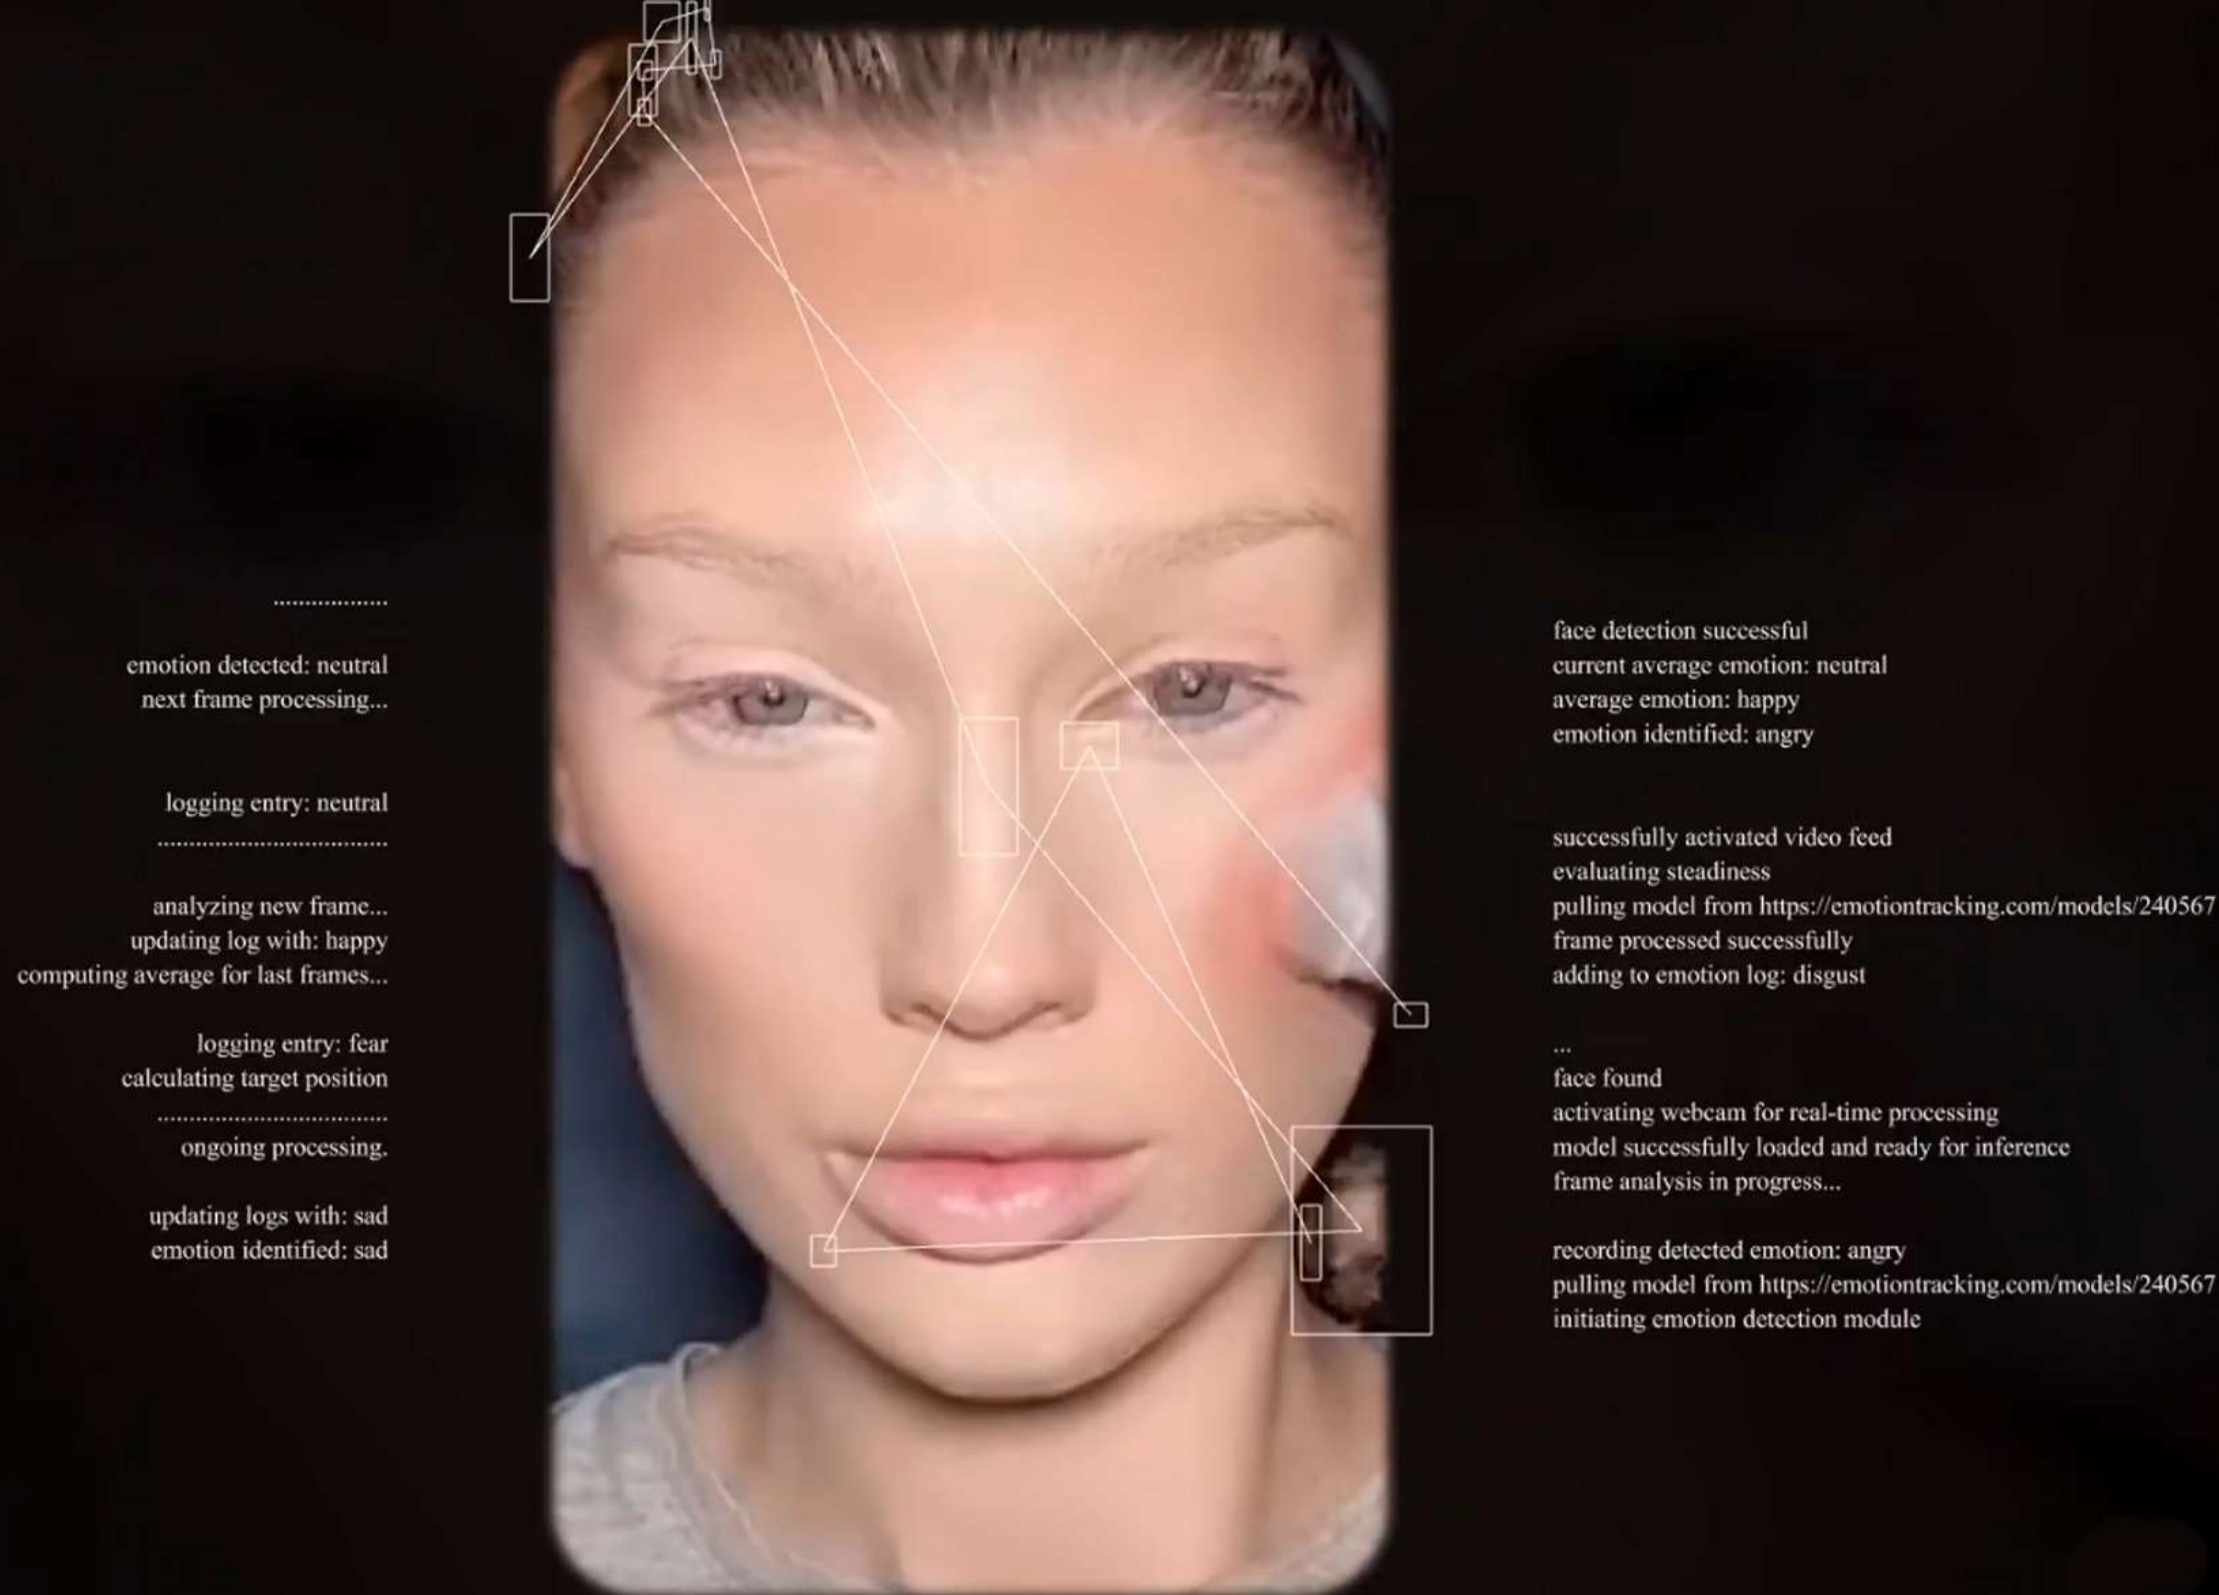 ..................
emotion detected: neutral
next frame processing...
logging entry: neutral
....................................
analyzing new frame...
updating log with: happy
computing average for last frames...
logging entry: fear
calculating target position
....................................
ongoing processing.
updating logs with: sad
emotion identified: sad
face detection successful
current average emotion: neutral
average emotion: happy
emotion identified: angry
successfully activated video feed
evaluating steadiness
pulling model from https://emotiontracking.com/models/240567
frame processed successfully
adding to emotion log: disgust
...
face found
activating webcam for real-time processing
model successfully loaded and ready for inference
frame analysis in progress...
recording detected emotion: angry
pulling model from https://emotiontracking.com/models/240567
initiating emotion detection module